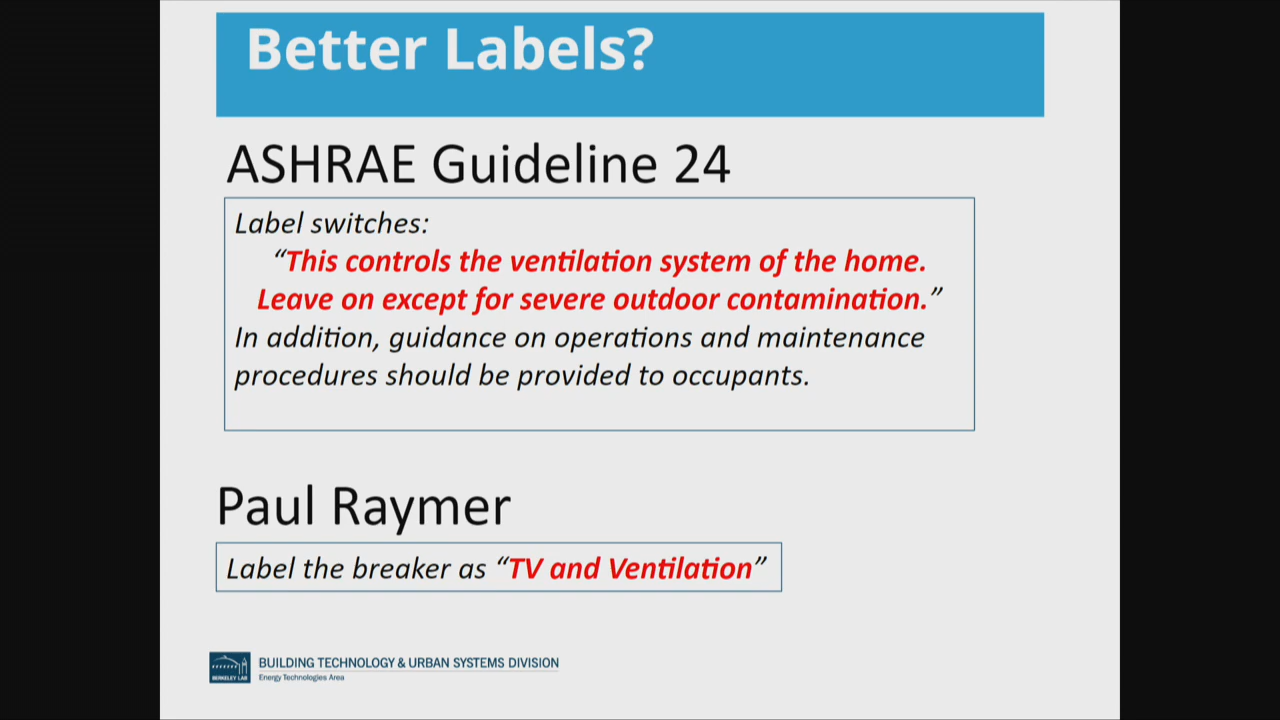 Better Labels?
ASHRAE Guideline 24
Label switches:
“This controls the ventilation system of the home.
Leave on except for severe outdoor contamination.”
In addition, guidance on operations and maintenance
procedures should be provided to occupants.
Paul Raymer
Label the breaker as “TV and Ventilation”
BERKELEY LAB
BUILDING TECHNOLOGY & URBAN SYSTEMS DIVISION
Energy Technologies Area